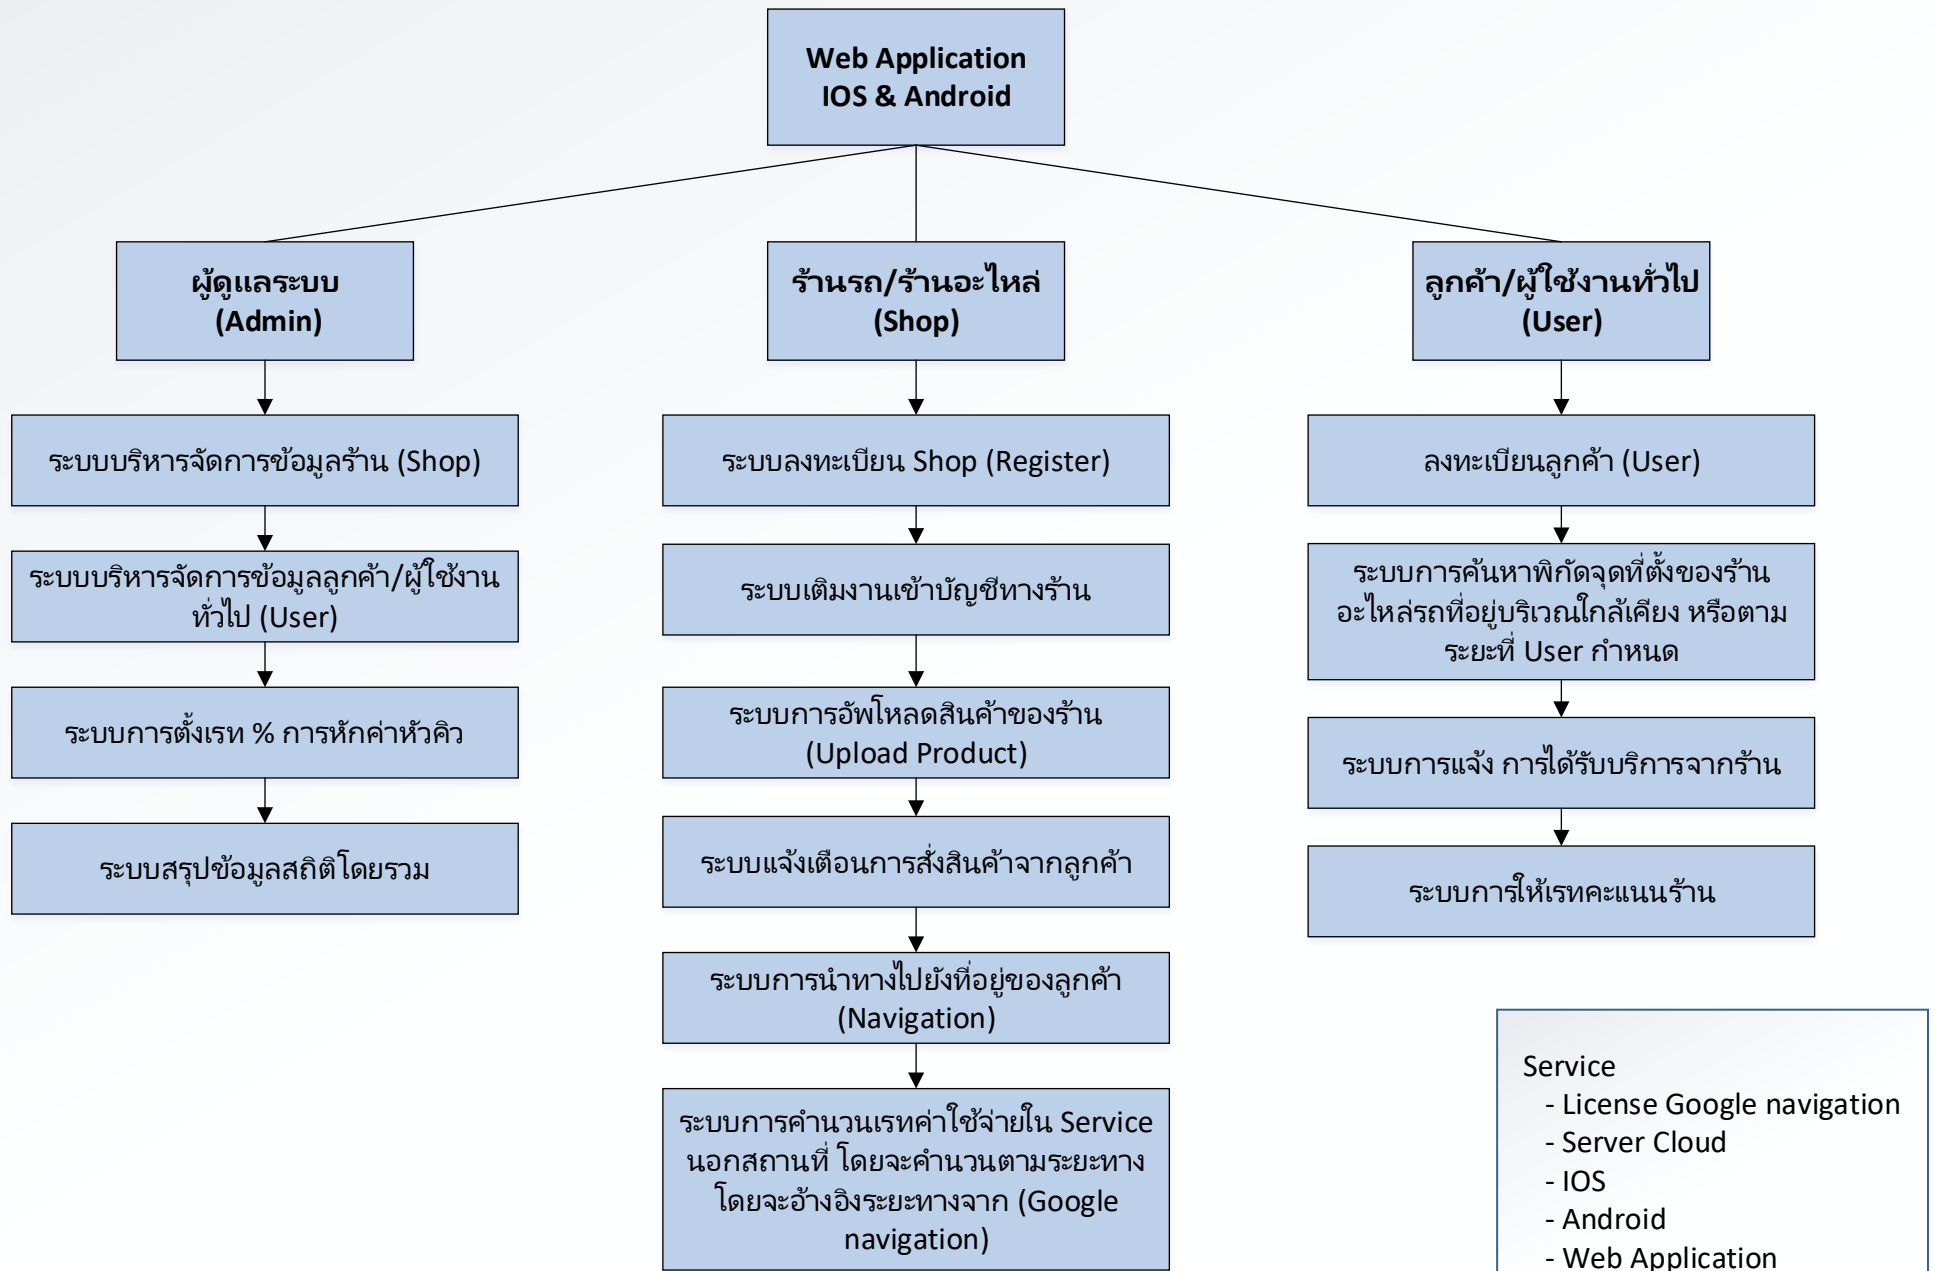 Web Application
IOS & Android
ผู้ดูแลระบบ
(Admin)
ร้านรถ/ร้านอะไหล่
(Shop)
ลูกค้า/ผู้ใช้งานทั่วไป
(User)
ระบบบริหารจัดการข้อมูลร้าน (Shop)
ระบบบริหารจัดการข้อมูลลูกค้า/ผู้ใช้งาน
ทั่วไป (User)
ระบบการตั้งเรท % การหักค่าหัวคิว
ระบบสรุปข้อมูลสถิติโดยรวม
ระบบลงทะเบียน Shop (Register)
ระบบเติมงานเข้าบัญชีทางร้าน
ระบบการอัพโหลดสินค้าของร้าน
(Upload Product)
ระบบแจ้งเตือนการสั่งสินค้าจากลูกค้า
ระบบการนำทางไปยังที่อยู่ของลูกค้า
(Navigation)
ระบบการคำนวนเรทค่าใช้จ่ายใน Service
นอกสถานที่ โดยจะคำนวนตามระยะทาง
โดยจะอ้างอิงระยะทางจาก (Google
navigation)
ลงทะเบียนลูกค้า (User)
ระบบการค้นหาพิกัดจุดที่ตั้งของร้าน
อะไหล่รถที่อยู่บริเวณใกล้เคียง หรือตาม
ระยะที่ User กำหนด
ระบบการแจ้ง การได้รับบริการจากร้าน
ระบบการให้เรทคะแนนร้าน
Service
- License Google navigation
- Server Cloud
- IOS
- Android
- Web Application